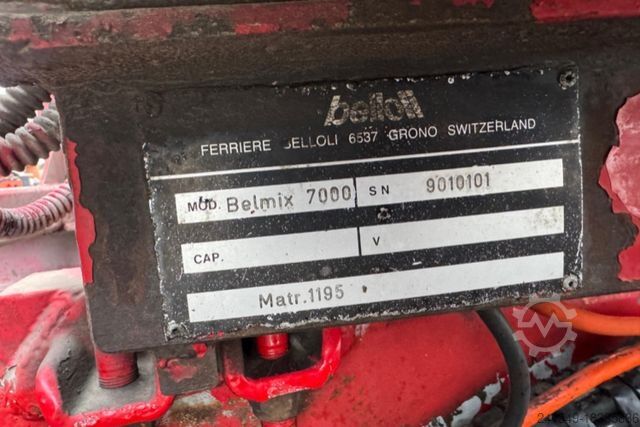 belloli
FERRIERE BELLOLI 6537 GRONO SWITZERLAND
MOD. Belmix 7000 SN 9010101
CAP. V
Matr.1195